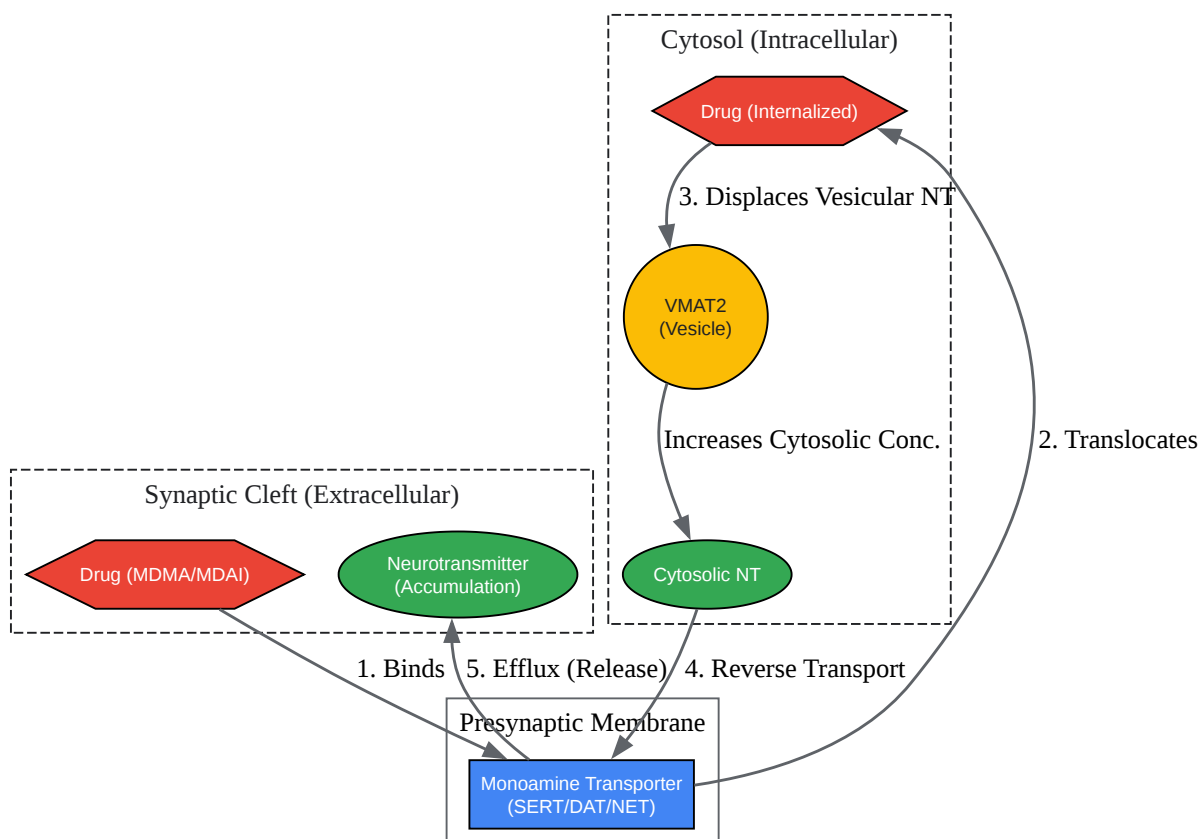 Cytosol (Intracellular)
Drug (Internalized)
3. Displaces Vesicular NT
VMAT2
(Vesicle)
Increases Cytosolic Conc.
2. Translocates
Synaptic Cleft (Extracellular)
Drug (MDMA/MDAI)
Neurotransmitter
(Accumulation)
Cytosolic NT
1. Binds
5. Efflux (Release)
4. Reverse Transport
Presynaptic Membrane
Monoamine Transporter
(SERT/DAT/NET)